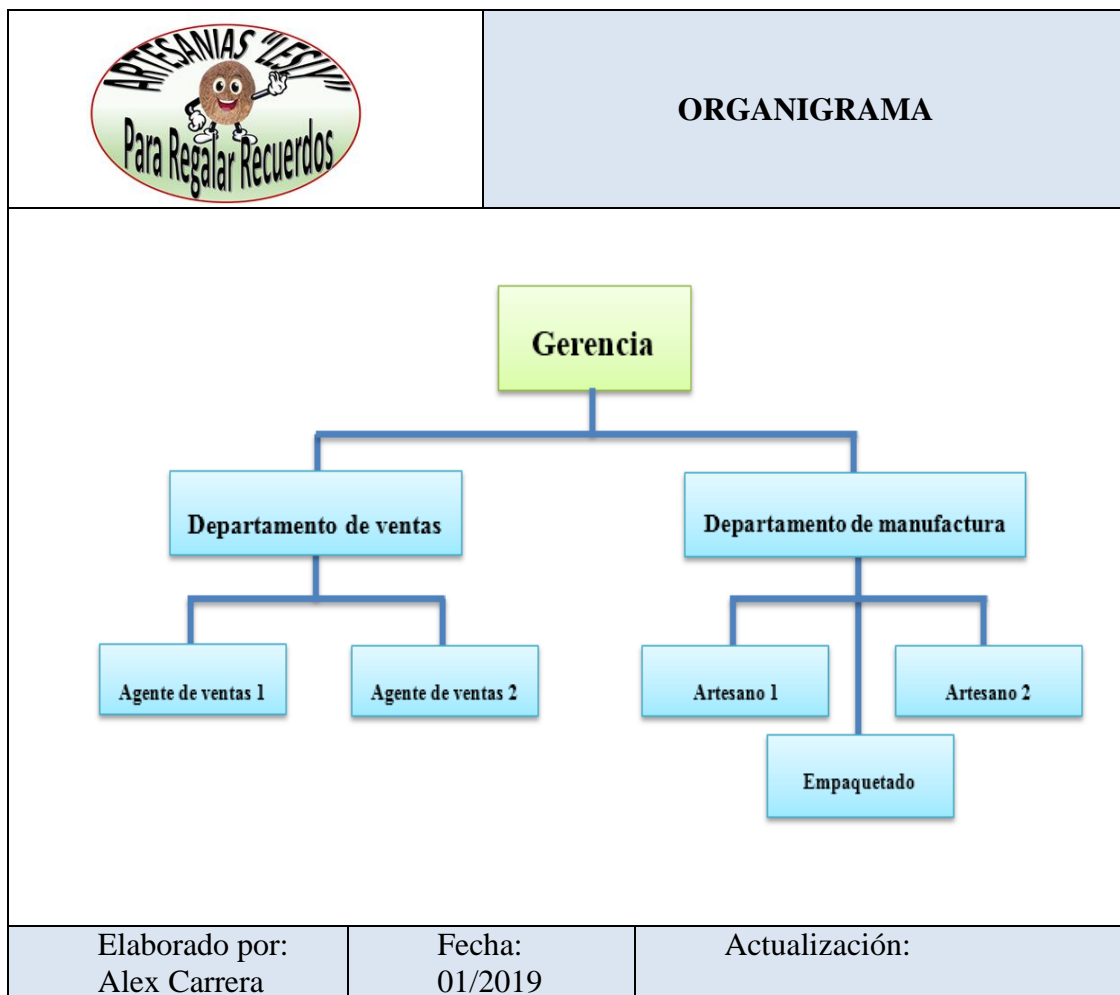 ARTESANIAS "LESLY"
Para Regalar Recuerdos
ORGANIGRAMA
Gerencia
Departamento de ventas
Departamento de manufactura
Agente de ventas 1
Agente de ventas 2
Artesano 1
Artesano 2
Empaquetado
Elaborado por:
Alex Carrera
Fecha:
01/2019
Actualización: